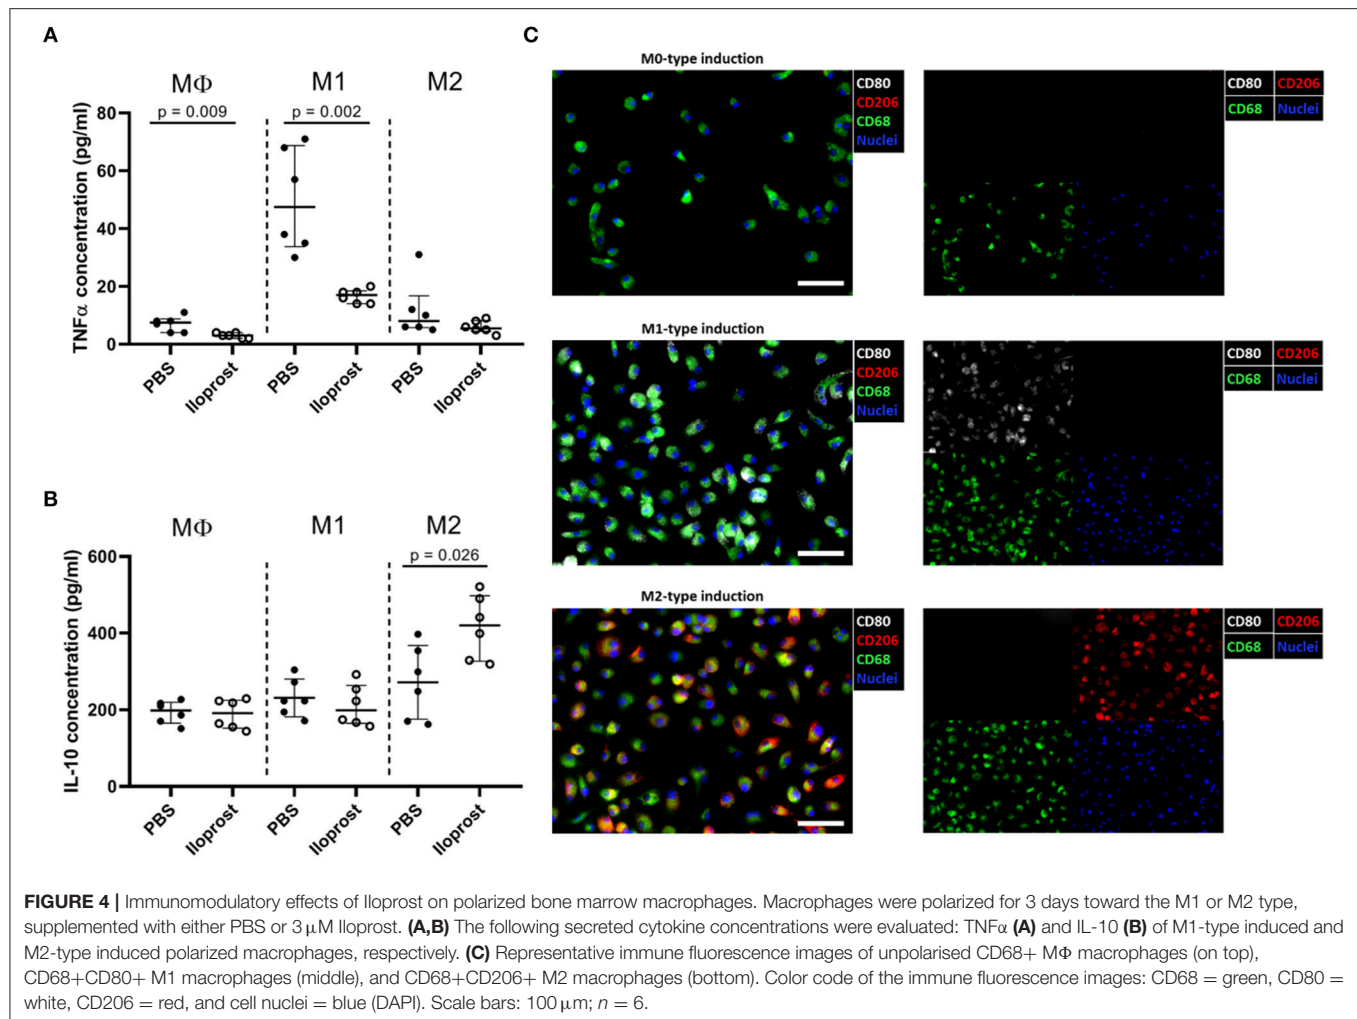 A
MΦ M1 M2
p = 0.009 p = 0.002
TNFα concentration (pg/ml)
80
60
40
20
0
PBS Iloprost PBS Iloprost PBS Iloprost
B
MΦ M1 M2
p = 0.026
IL-10 concentration (pg/ml)
600
400
200
0
PBS Iloprost PBS Iloprost PBS Iloprost
C
M0-type induction
CD80
CD206
CD68
Nuclei
CD80 CD206
CD68 Nuclei
M1-type induction
CD80
CD206
CD68
Nuclei
CD80 CD206
CD68 Nuclei
M2-type induction
CD80
CD206
CD68
Nuclei
CD80 CD206
CD68 Nuclei
FIGURE 4 | Immunomodulatory effects of Iloprost on polarized bone marrow macrophages. Macrophages were polarized for 3 days toward the M1 or M2 type,
supplemented with either PBS or 3 µM Iloprost. (A,B) The following secreted cytokine concentrations were evaluated: TNFα (A) and IL-10 (B) of M1-type induced and
M2-type induced polarized macrophages, respectively. (C) Representative immune fluorescence images of unpolarised CD68+ MΦ macrophages (on top),
CD68+CD80+ M1 macrophages (middle), and CD68+CD206+ M2 macrophages (bottom). Color code of the immune fluorescence images: CD68 = green, CD80 =
white, CD206 = red, and cell nuclei = blue (DAPI). Scale bars: 100 µm; n = 6.